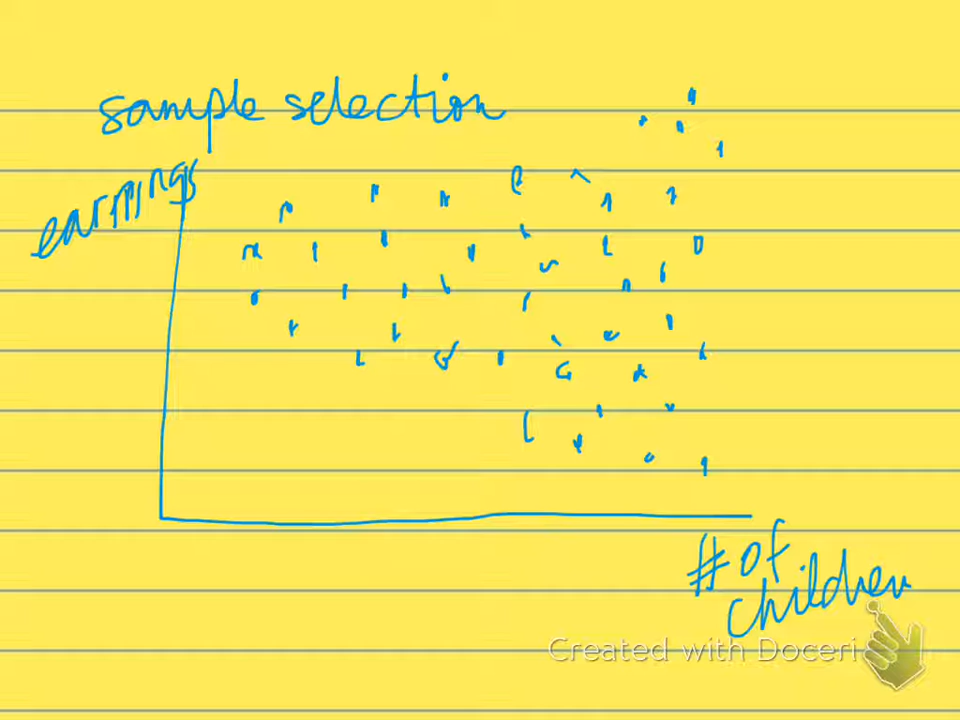 sample selection
earnings
# of
children
Created with Doceri